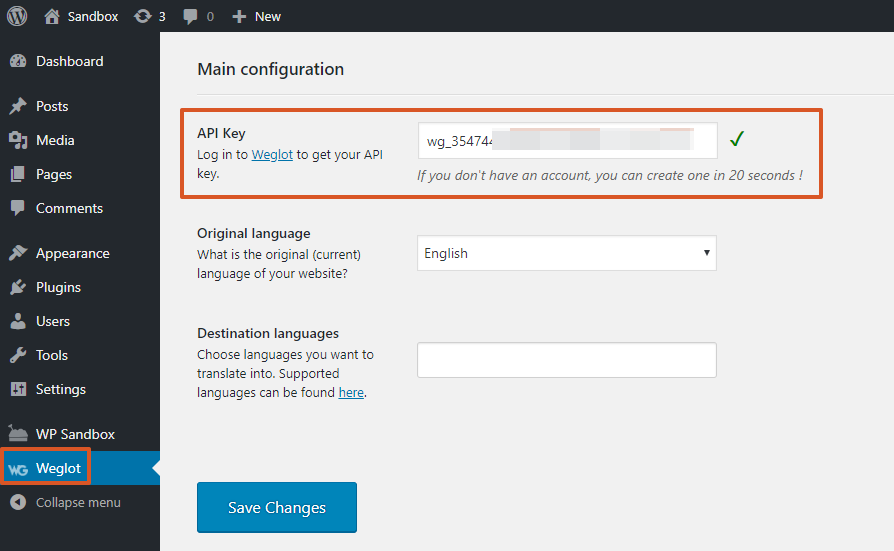 Sandbox 3 0 New
Dashboard
Posts
Media
Pages
Comments
Appearance
Plugins
Users
Tools
Settings
WP Sandbox
WG Weglot
Collapse menu
Main configuration
API Key
Log in to Weglot to get your API
key.
wg_354744
If you don't have an account, you can create one in 20 seconds !
Original language
What is the original (current)
language of your website?
English
Destination languages
Choose languages you want to
translate into. Supported
languages can be found here.
Save Changes